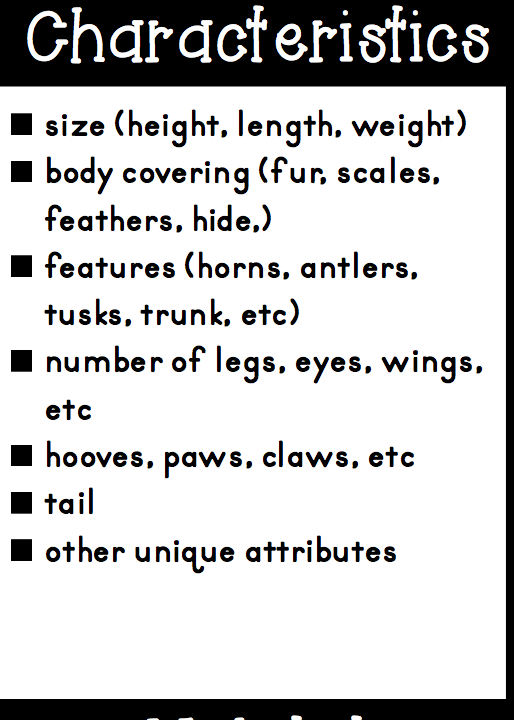 Characteristics
size (height, length, weight)
body covering (fur, scales,
feathers, hide,)
features (horns, antlers,
tusks, trunk, etc)
number of legs, eyes, wings,
etc
hooves, paws, claws, etc
tail
other unique attributes